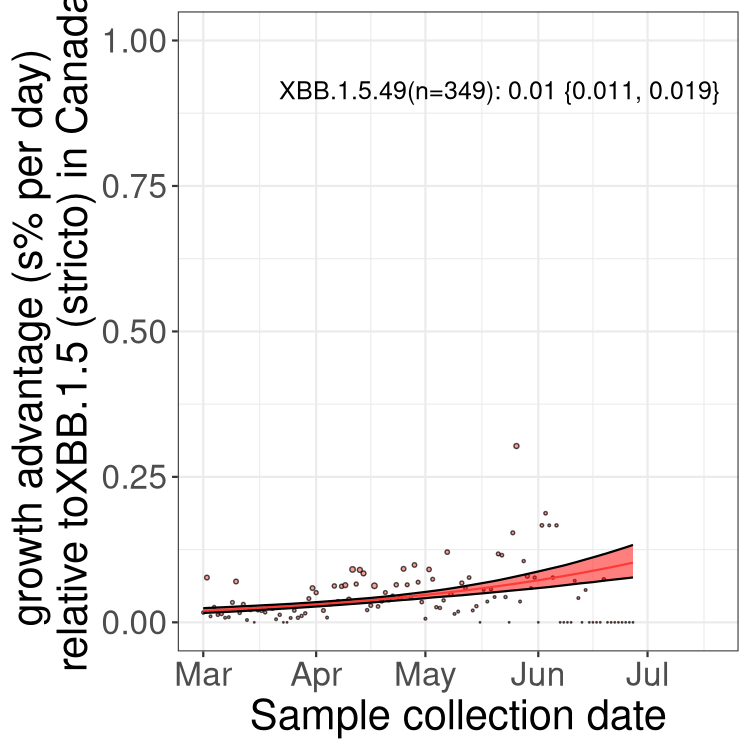 growth advantage (s% per day)
relative toXBB.1.5 (stricto) in Canada
1.00
0.75
0.50
0.25
0.00
XBB.1.5.49(n=349): 0.01 {0.011, 0.019}
Mar Apr May Jun Jul
Sample collection date